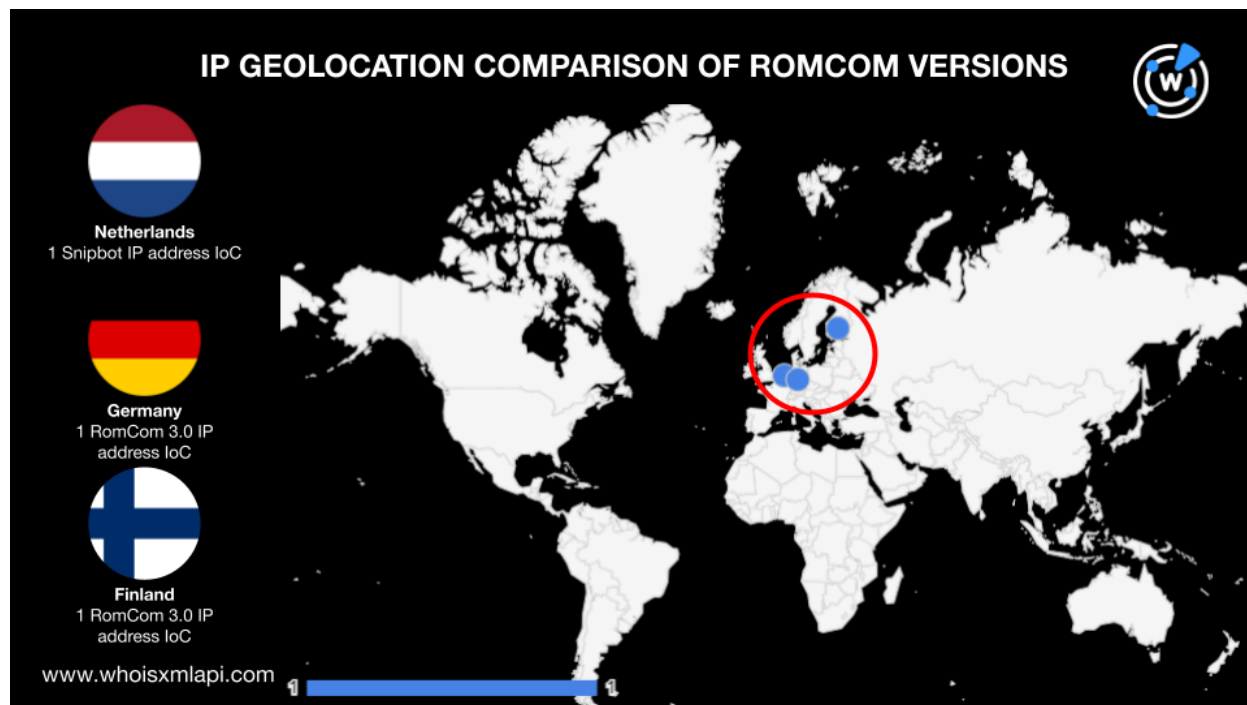 IP GEOLOCATION COMPARISON OF ROMCOM VERSIONS
W
Netherlands
1 Snipbot IP address IoC
Germany
1 RomCom 3.0 IP
address IoC
Finland
1 RomCom 3.0 IP
address IoC
www.whoisxmlapi.com
1 1